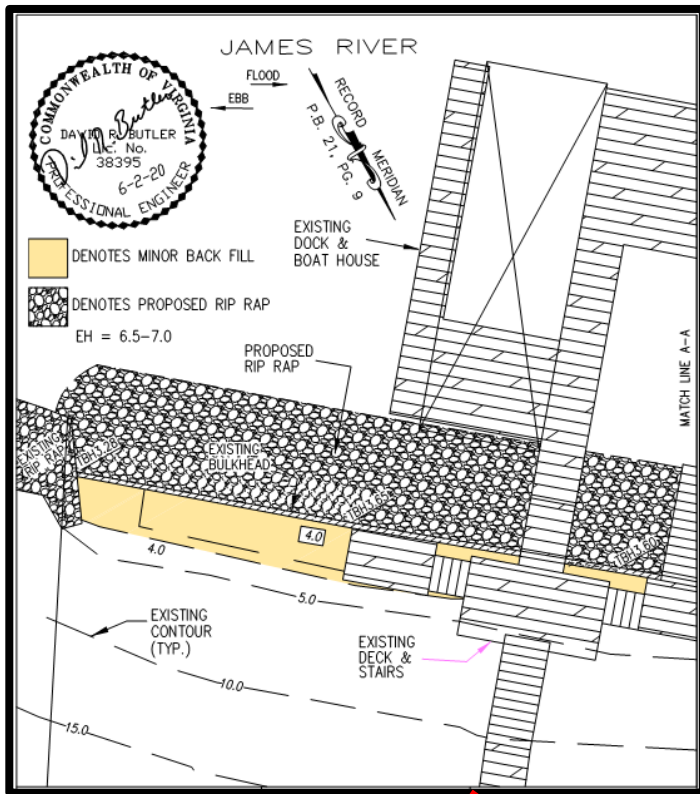 JAMES RIVER
COMMONWEALTH OF VIRGINIA
David R. Butler
DAVID R. BUTLER
Lic. No.
38395
6-2-20
PROFESSIONAL ENGINEER
FLOOD
EBB
RECORD MERIDIAN
P.B. 21, PG. 9
EXISTING
DOCK &
BOAT HOUSE
DENOTES MINOR BACK FILL
DENOTES PROPOSED RIP RAP
EH = 6.5-7.0
PROPOSED
RIP RAP
MATCH LINE A-A
EXISTING
RIP RAP
TBH3.28
EXISTING
BULKHEAD
TBH3.65
4.0
TBH3.60
4.0
5.0
EXISTING
CONTOUR
(TYP.)
EXISTING
DECK &
STAIRS
10.0
15.0